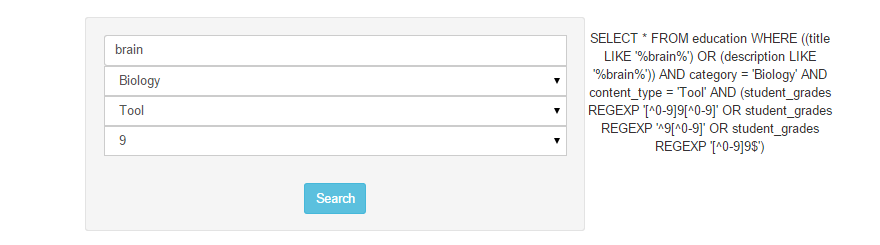 brain
Biology
Tool
9
Search
SELECT * FROM education WHERE ((title
LIKE '%brain%') OR (description LIKE
'%brain%')) AND category = 'Biology' AND
content_type = 'Tool' AND (student_grades
REGEXP '[^0-9]9[^0-9]' OR student_grades
REGEXP '^9[^0-9]' OR student_grades
REGEXP '[^0-9]9$')